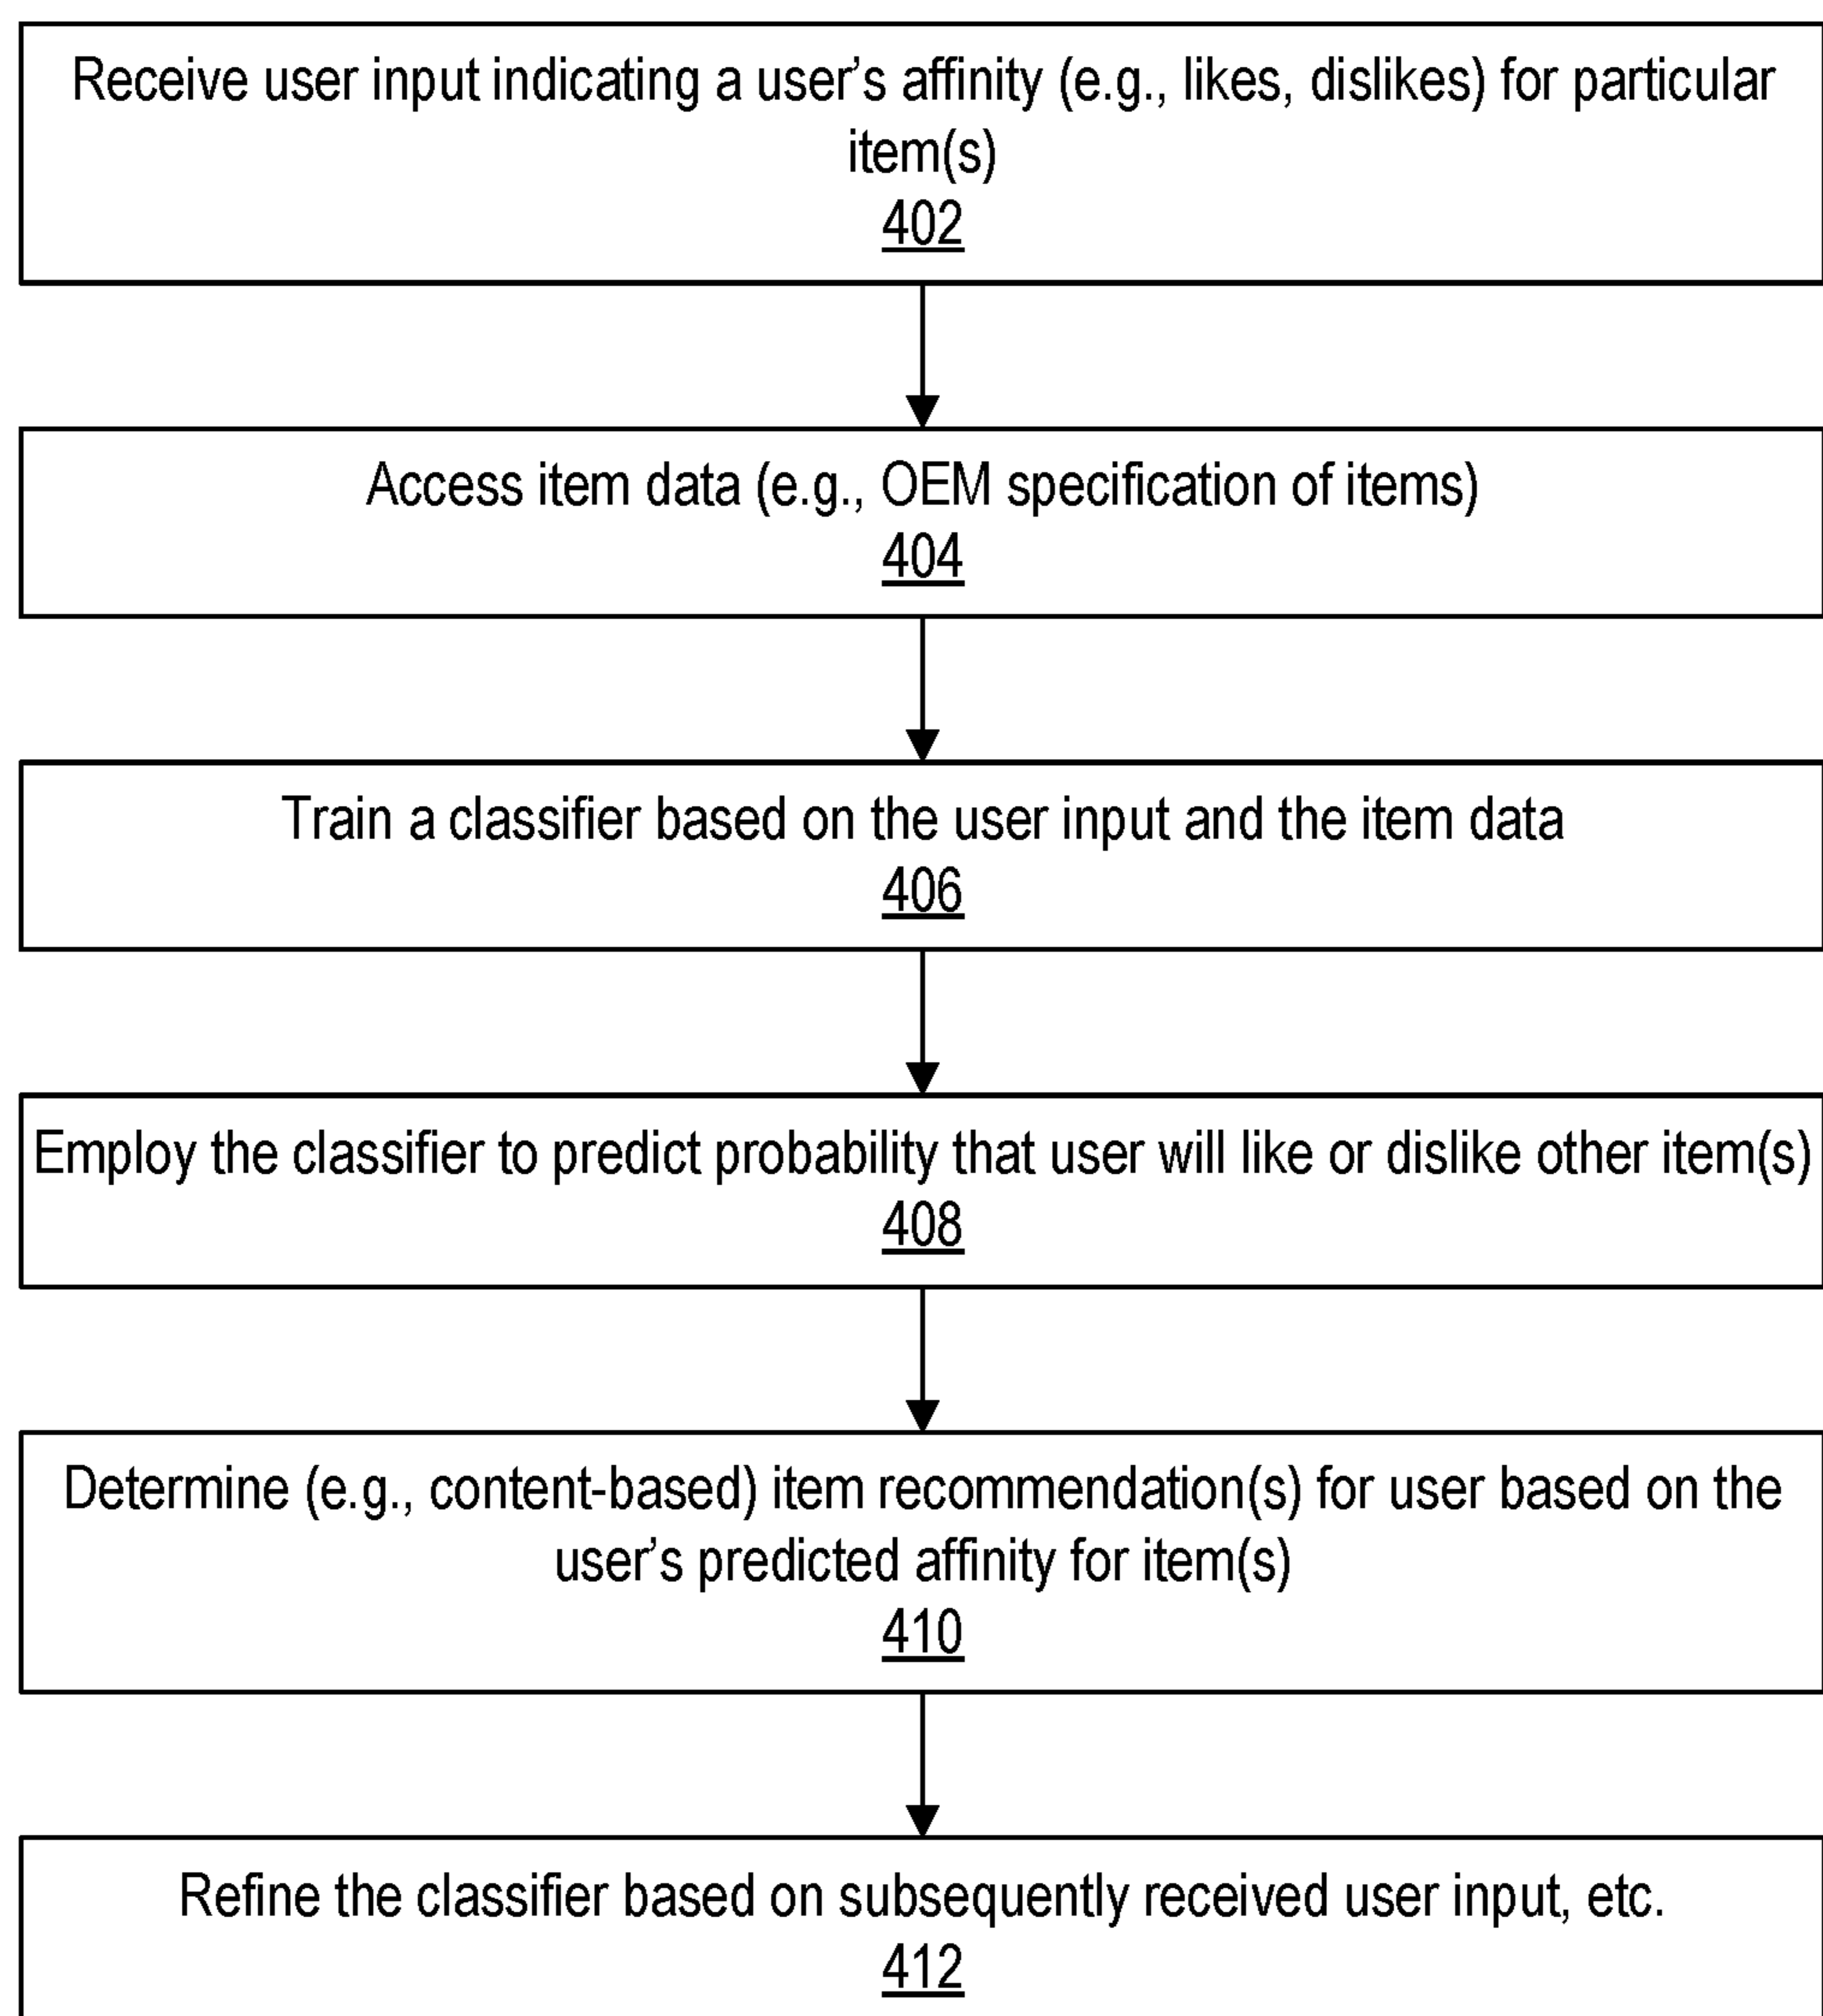 Receive user input indicating a user's affinity (e.g., likes, dislikes) for particular
item(s)
402
Access item data (e.g., OEM specification of items)
404
Train a classifier based on the user input and the item data
406
Employ the classifier to predict probability that user will like or dislike other item(s)
408
Determine (e.g., content-based) item recommendation(s) for user based on the
user's predicted affinity for item(s)
410
Refine the classifier based on subsequently received user input, etc.
412